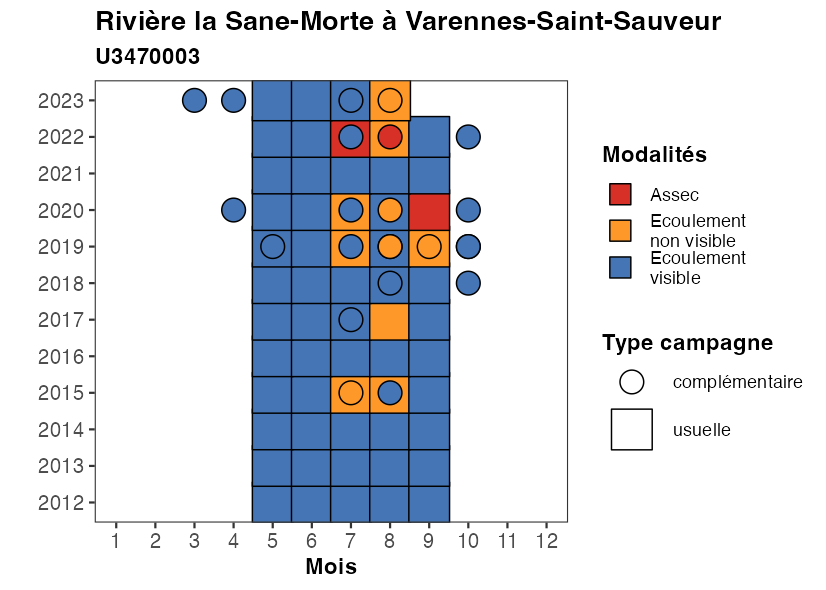 Rivière la Sane-Morte à Varennes-Saint-Sauveur
U3470003
2023
2022
2021
2020
2019
2018
2017
2016
2015
2014
2013
2012
1 2 3 4 5 6 7 8 9 10 11 12
Mois
Modalités
Assec
Ecoulement
non visible
Ecoulement
visible
Type campagne
complémentaire
usuelle